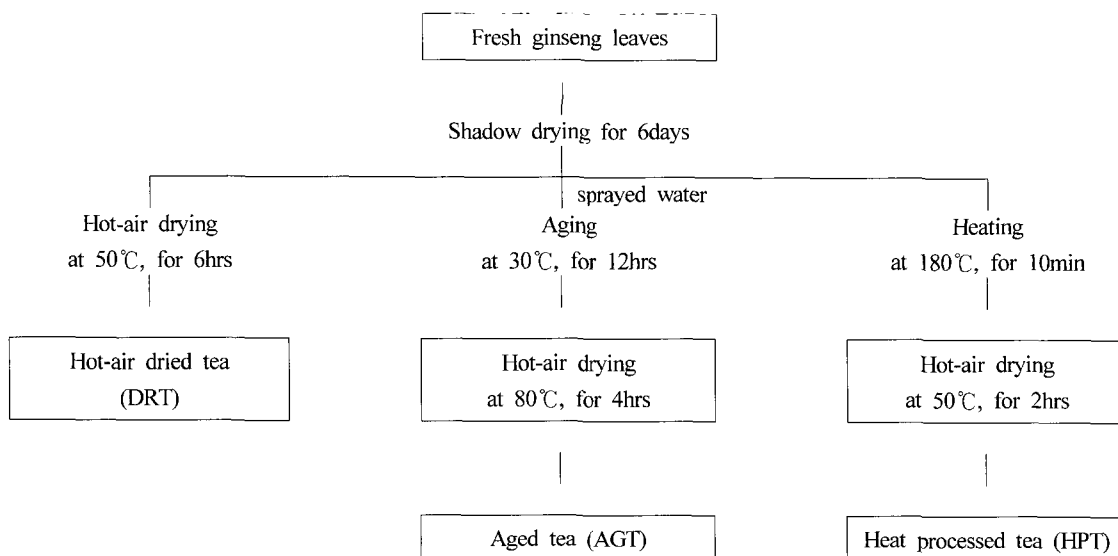 Fresh ginseng leaves
Shadow drying for 6days
sprayed water
Hot-air drying
at 50℃, for 6hrs
Aging
at 30℃, for 12hrs
Heating
at 180℃, for 10min
Hot-air dried tea
(DRT)
Hot-air drying
at 80℃, for 4hrs
Hot-air drying
at 50℃, for 2hrs
Aged tea (AGT)
Heat processed tea (HPT)